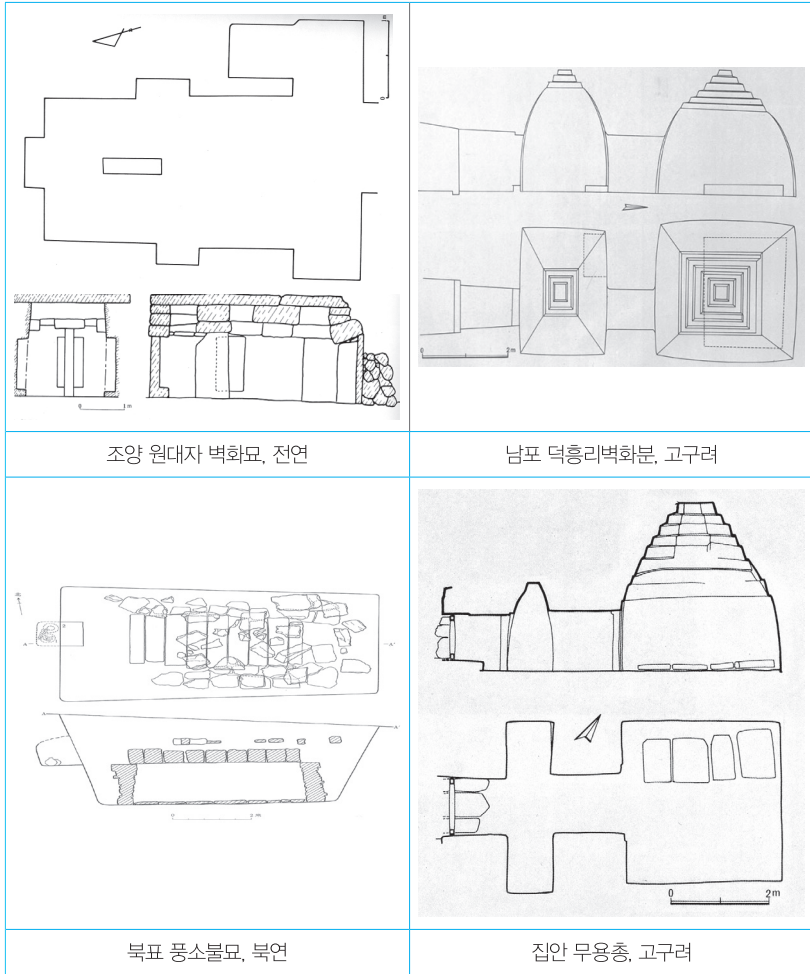 0
1 m
2m
조양 원대자 벽화묘, 전연
남포 덕흥리벽화분, 고구려
A
A'
A
A'
0
2 m
0
2m
북표 풍소불묘, 북연
집안 무용총, 고구려